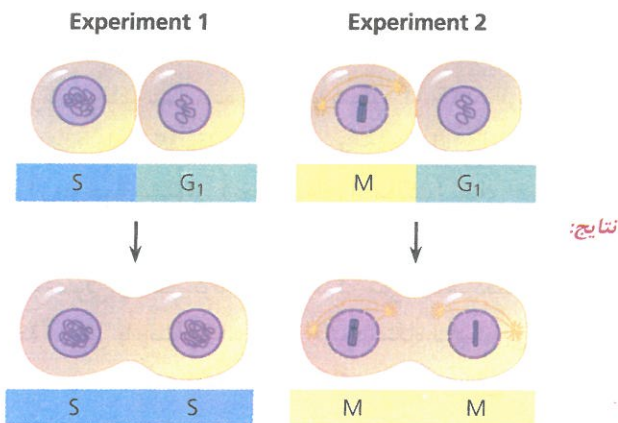 Experiment 1
Experiment 2
S
G₁
M
G₁
نتایج:
S
S
M
M